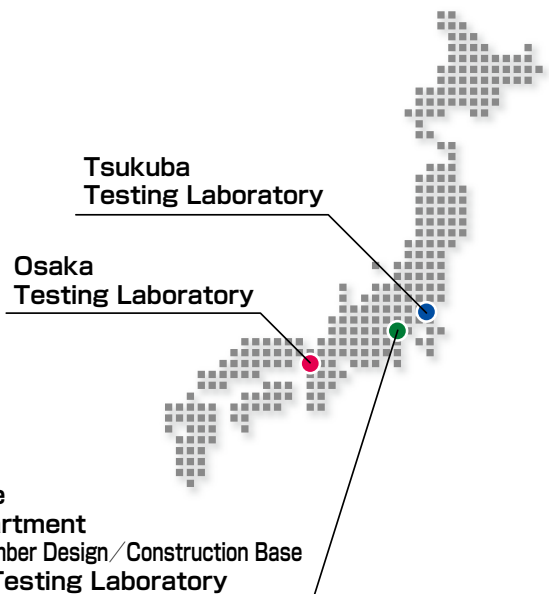 Tsukuba
Testing Laboratory
Osaka
Testing Laboratory
Design／Construction Base
Testing Laboratory